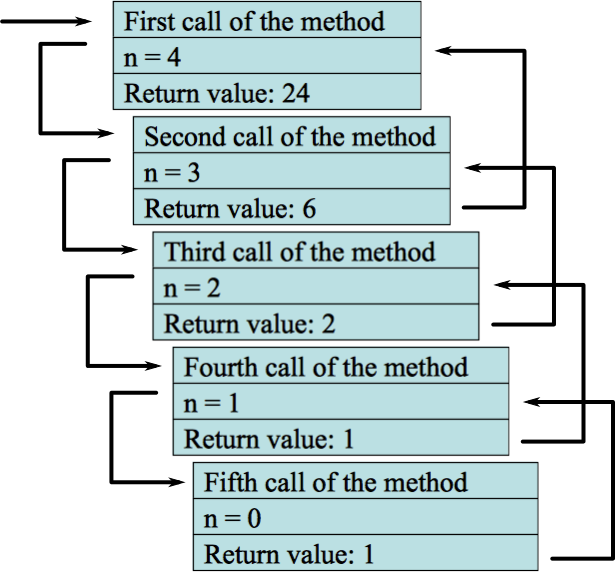 First call of the method
n = 4
Return value: 24
Second call of the method
n = 3
Return value: 6
Third call of the method
n = 2
Return value: 2
Fourth call of the method
n = 1
Return value: 1
Fifth call of the method
n = 0
Return value: 1